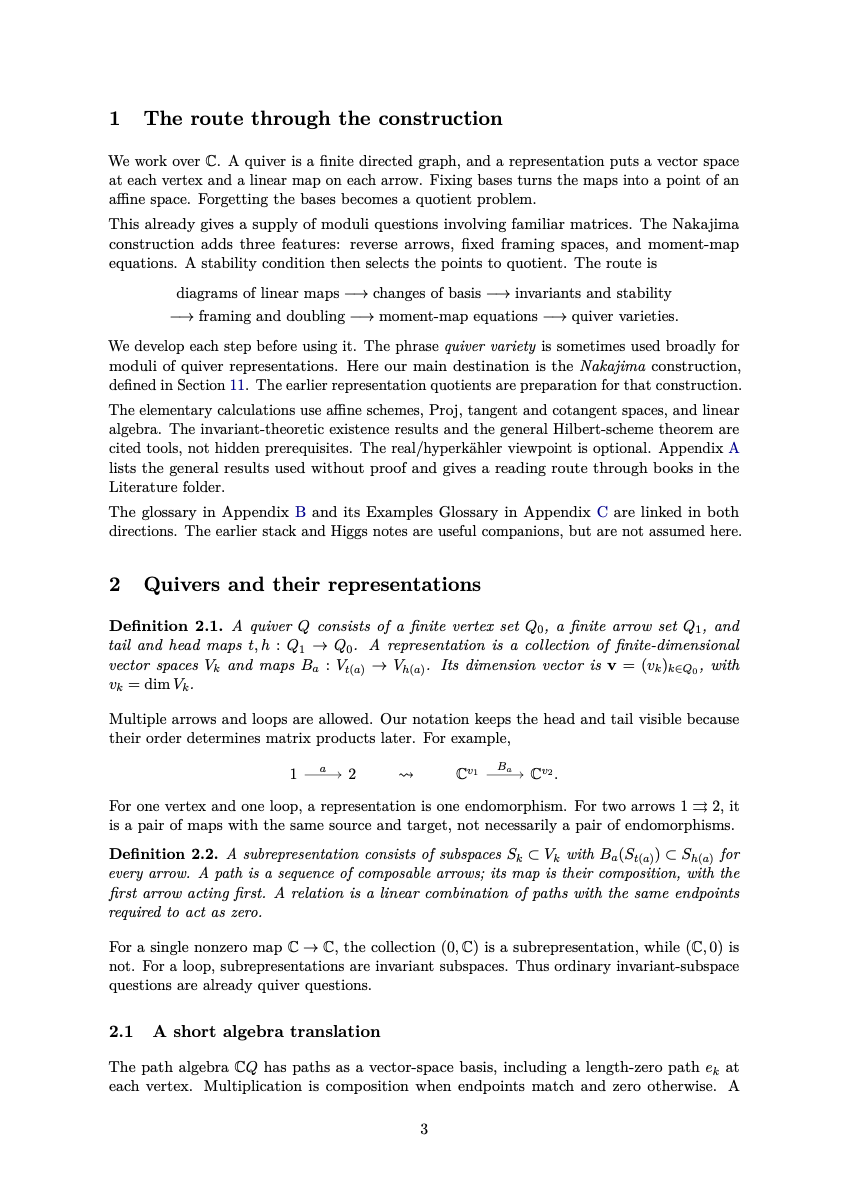 1 The route through the construction
We work over ℂ. A quiver is a finite directed graph, and a representation puts a vector space
at each vertex and a linear map on each arrow. Fixing bases turns the maps into a point of an
affine space. Forgetting the bases becomes a quotient problem.
This already gives a supply of moduli questions involving familiar matrices. The Nakajima
construction adds three features: reverse arrows, fixed framing spaces, and moment-map
equations. A stability condition then selects the points to quotient. The route is
diagrams of linear maps ⟶ changes of basis ⟶ invariants and stability
⟶ framing and doubling ⟶ moment-map equations ⟶ quiver varieties.
We develop each step before using it. The phrase quiver variety is sometimes used broadly for
moduli of quiver representations. Here our main destination is the Nakajima construction,
defined in Section 11. The earlier representation quotients are preparation for that construction.
The elementary calculations use affine schemes, Proj, tangent and cotangent spaces, and linear
algebra. The invariant-theoretic existence results and the general Hilbert-scheme theorem are
cited tools, not hidden prerequisites. The real/hyperkähler viewpoint is optional. Appendix A
lists the general results used without proof and gives a reading route through books in the
Literature folder.
The glossary in Appendix B and its Examples Glossary in Appendix C are linked in both
directions. The earlier stack and Higgs notes are useful companions, but are not assumed here.
2 Quivers and their representations
Definition 2.1. A quiver Q consists of a finite vertex set Q₀, a finite arrow set Q₁, and
tail and head maps t, h : Q₁ → Q₀. A representation is a collection of finite-dimensional
vector spaces V_k and maps B_a : V_{t(a)} → V_{h(a)}. Its dimension vector is v = (v_k)_{k∈Q₀}, with
v_k = dim V_k.
Multiple arrows and loops are allowed. Our notation keeps the head and tail visible because
their order determines matrix products later. For example,
1 —a→ 2 ⇝ ℂ^{v₁} —B_a→ ℂ^{v₂}.
For one vertex and one loop, a representation is one endomorphism. For two arrows 1 ⇉ 2, it
is a pair of maps with the same source and target, not necessarily a pair of endomorphisms.
Definition 2.2. A subrepresentation consists of subspaces S_k ⊂ V_k with B_a(S_{t(a)}) ⊂ S_{h(a)} for
every arrow. A path is a sequence of composable arrows; its map is their composition, with the
first arrow acting first. A relation is a linear combination of paths with the same endpoints
required to act as zero.
For a single nonzero map ℂ → ℂ, the collection (0, ℂ) is a subrepresentation, while (ℂ, 0) is
not. For a loop, subrepresentations are invariant subspaces. Thus ordinary invariant-subspace
questions are already quiver questions.
2.1 A short algebra translation
The path algebra ℂQ has paths as a vector-space basis, including a length-zero path e_k at
each vertex. Multiplication is composition when endpoints match and zero otherwise. A
3